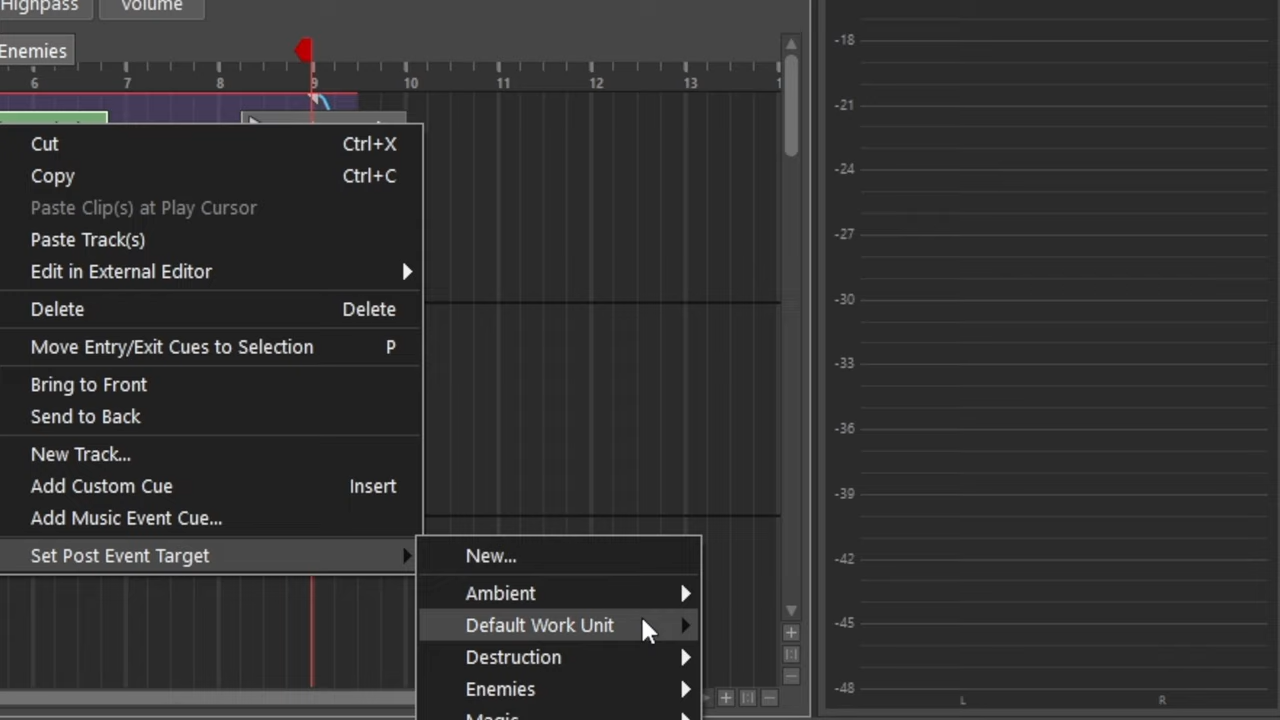 Highpass
Volume
Enemies
6 7 8 9 10 11 12 13
Cut Ctrl+X
Copy Ctrl+C
Paste Clip(s) at Play Cursor
Paste Track(s)
Edit in External Editor
Delete Delete
Move Entry/Exit Cues to Selection P
Bring to Front
Send to Back
New Track...
Add Custom Cue Insert
Add Music Event Cue...
Set Post Event Target
New...
Ambient
Default Work Unit
Destruction
Enemies
Magic
-18
-21
-24
-27
-30
-33
-36
-39
-42
-45
-48
L R